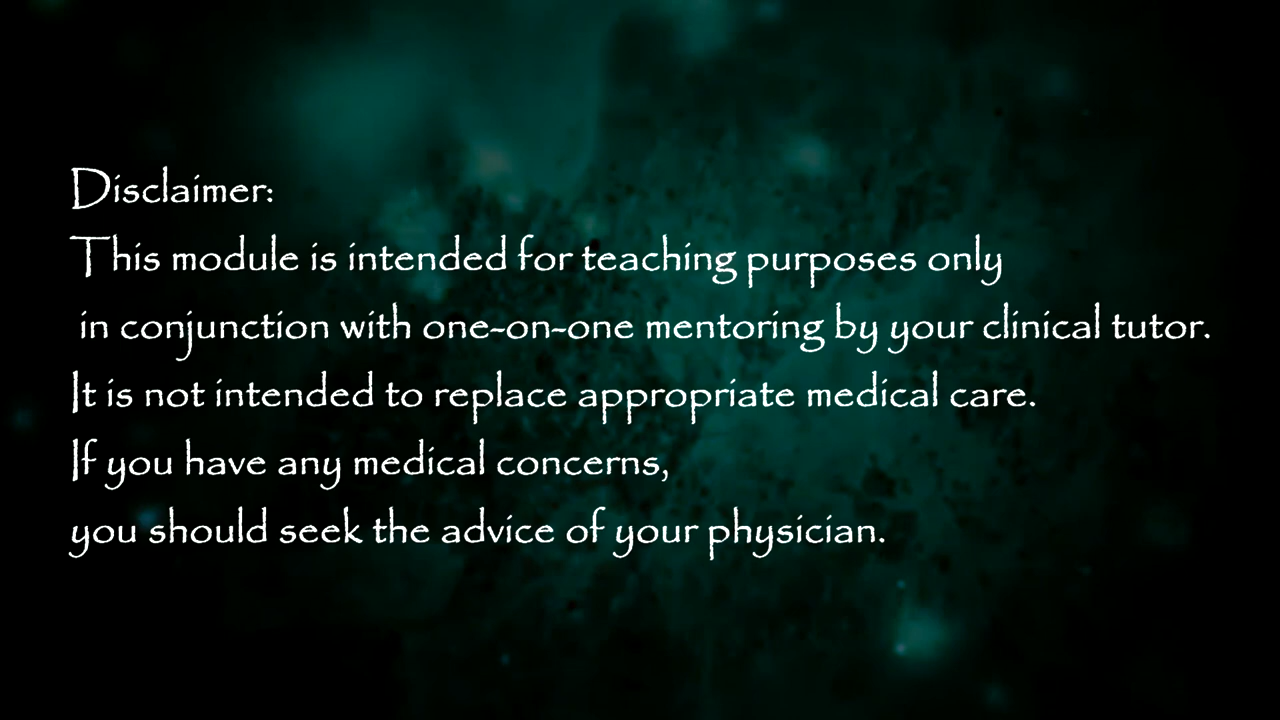 Disclaimer:
This module is intended for teaching purposes only
in conjunction with one-on-one mentoring by your clinical tutor.
It is not intended to replace appropriate medical care.
If you have any medical concerns,
you should seek the advice of your physician.